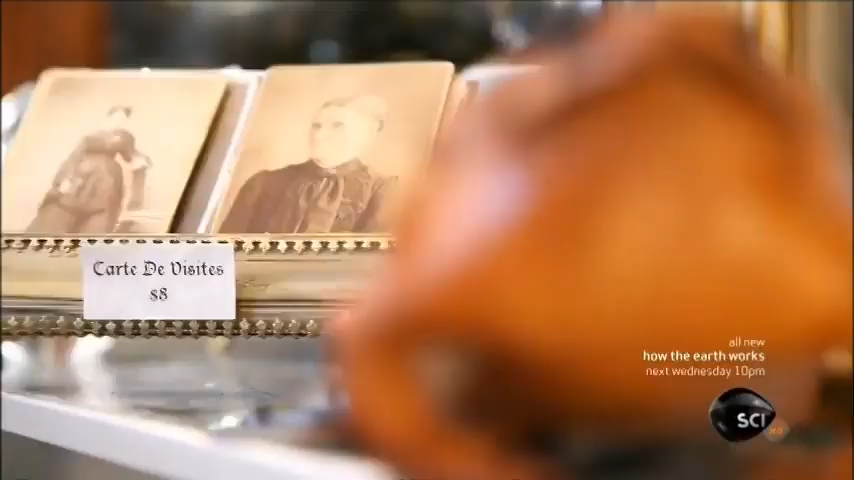 Carte De Visites
$8
all new
how the earth works
next wednesday 10pm
SCI